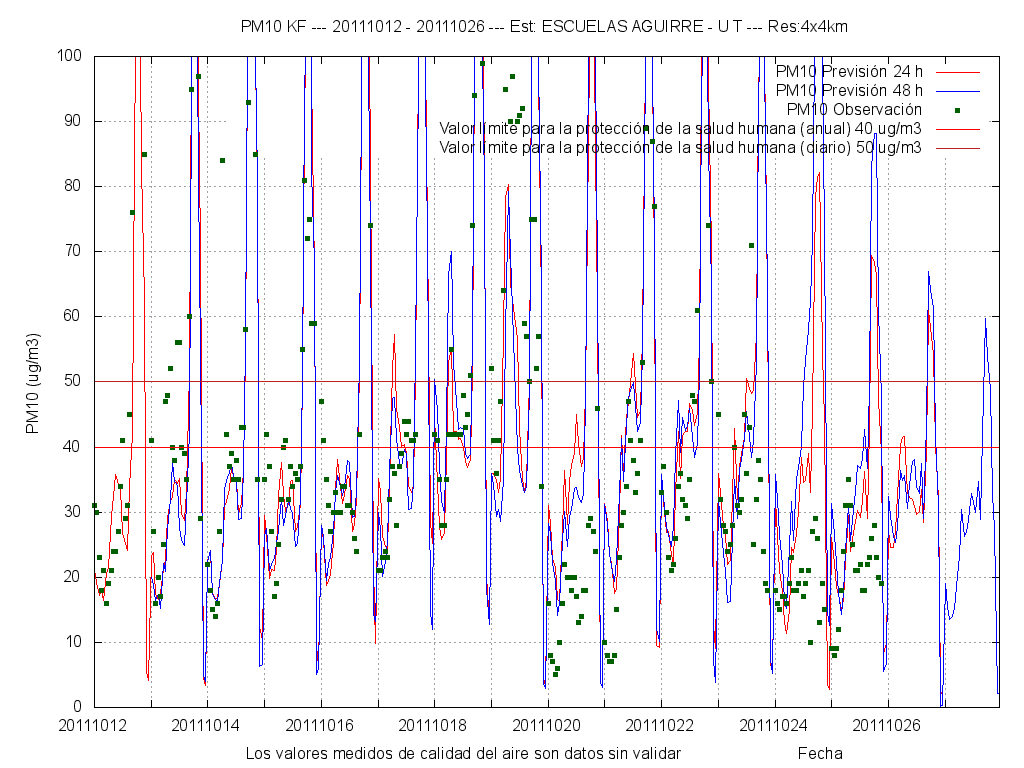 PM10 KF --- 20111012 - 20111026 --- Est: ESCUELAS AGUIRRE - U T --- Res:4x4km
PM10 Previsión 24 h
PM10 Previsión 48 h
PM10 Observación
Valor límite para la protección de la salud humana (anual) 40 ug/m3
Valor límite para la protección de la salud humana (diario) 50 ug/m3
100
90
80
70
60
50
40
30
20
10
0
PM10 (ug/m3)
20111012 20111014 20111016 20111018 20111020 20111022 20111024 20111026
Los valores medidos de calidad del aire son datos sin validar Fecha